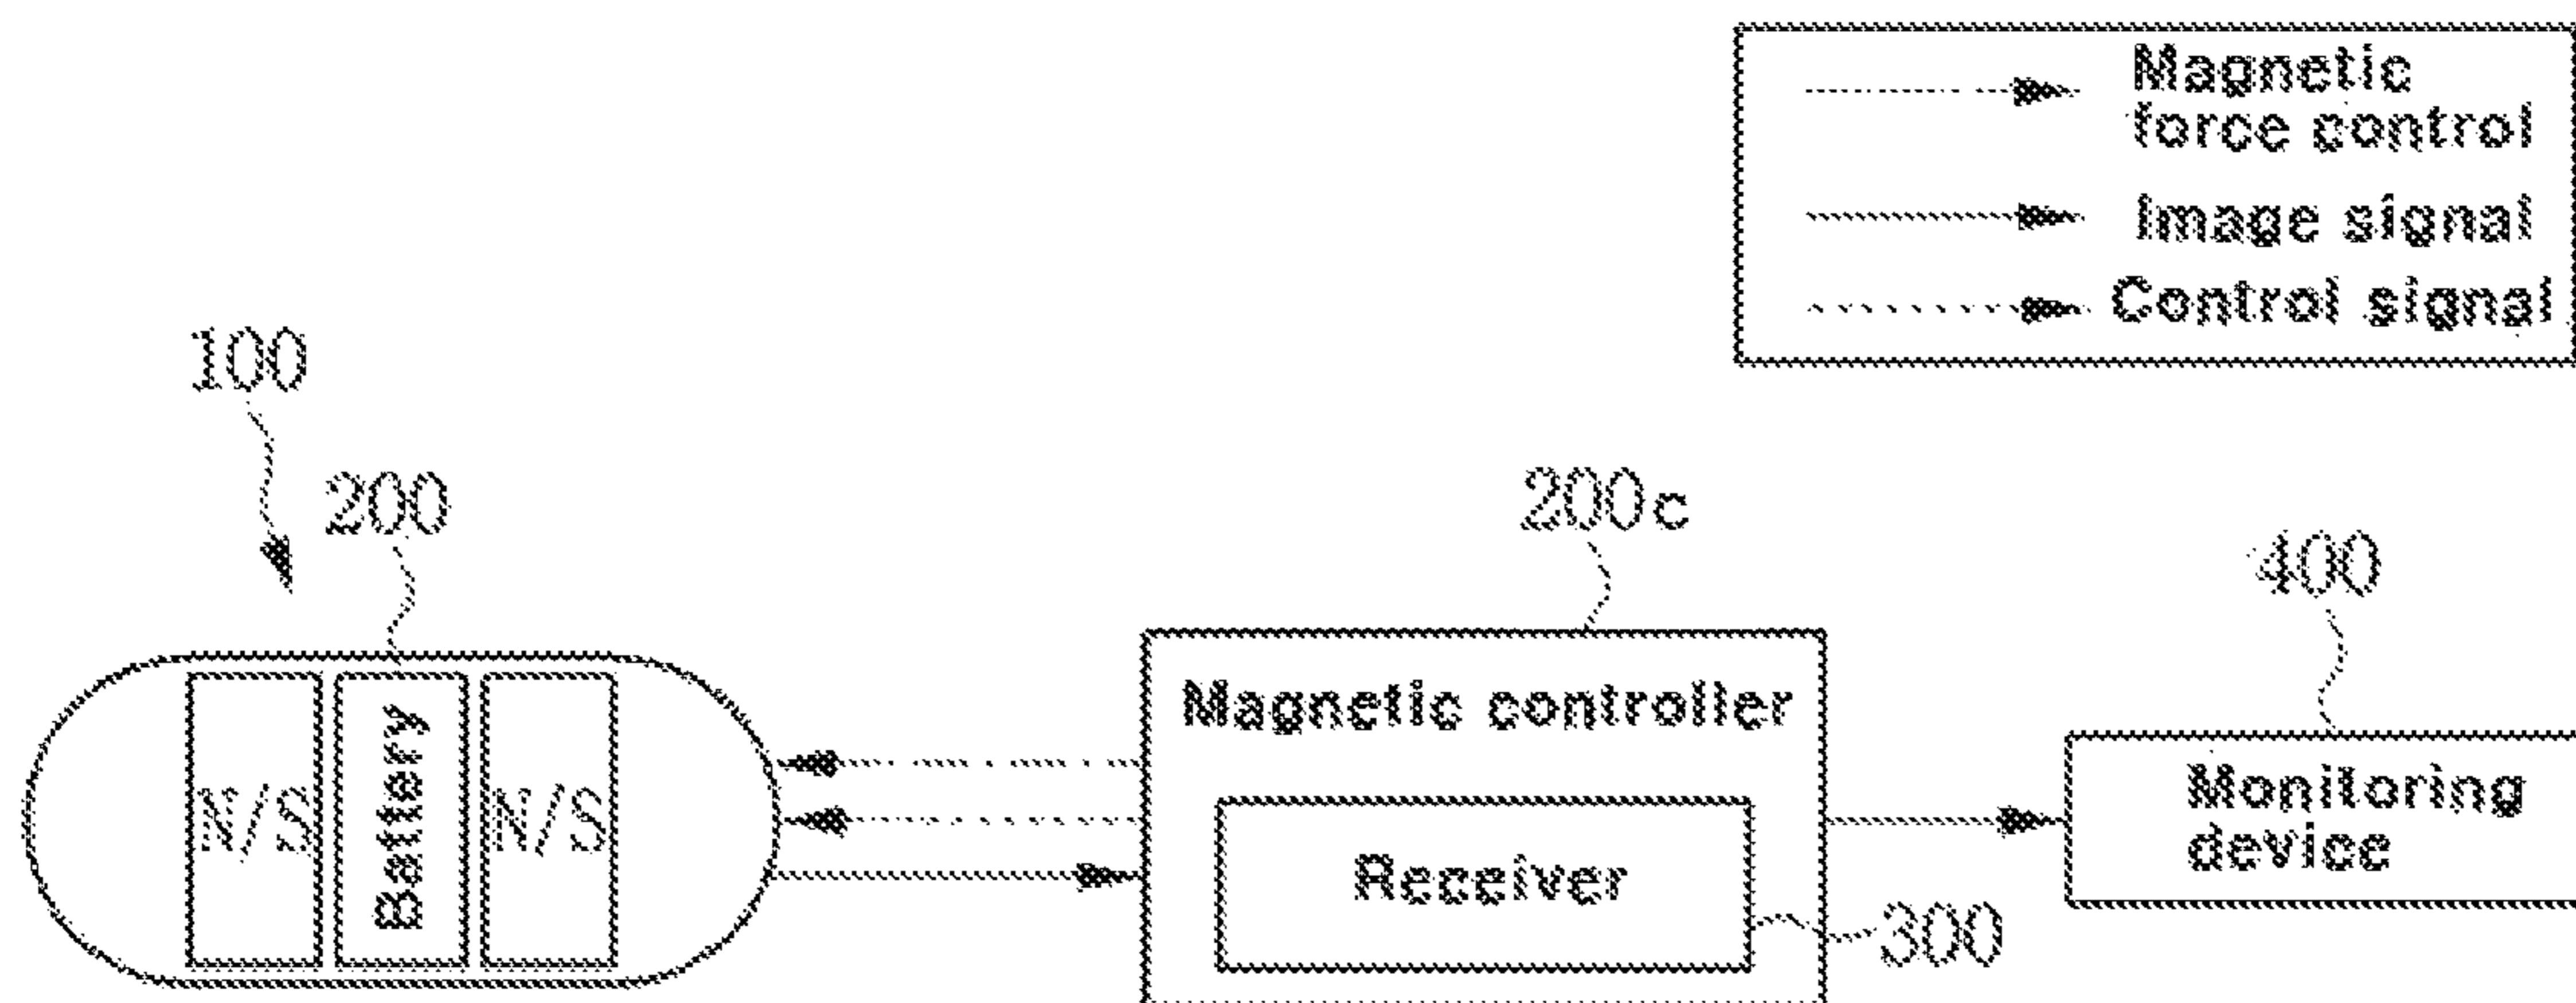 Magnetic
force control
Image signal
Control signal
100
200
200c
400
N/S
Battery
N/S
Magnetic controller
Receiver
300
Monitoring
device